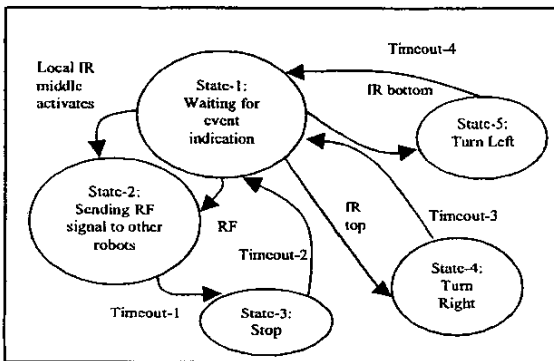 Timeout-4
Local IR
middle
activates
State-1:
Waiting for
event
indication
IR bottom
State-5:
Turn Left
State-2:
Sending RF
signal to other
robots
RF
IR
top
Timeout-3
Timeout-2
State-4:
Turn
Right
Timeout-1
State-3:
Stop